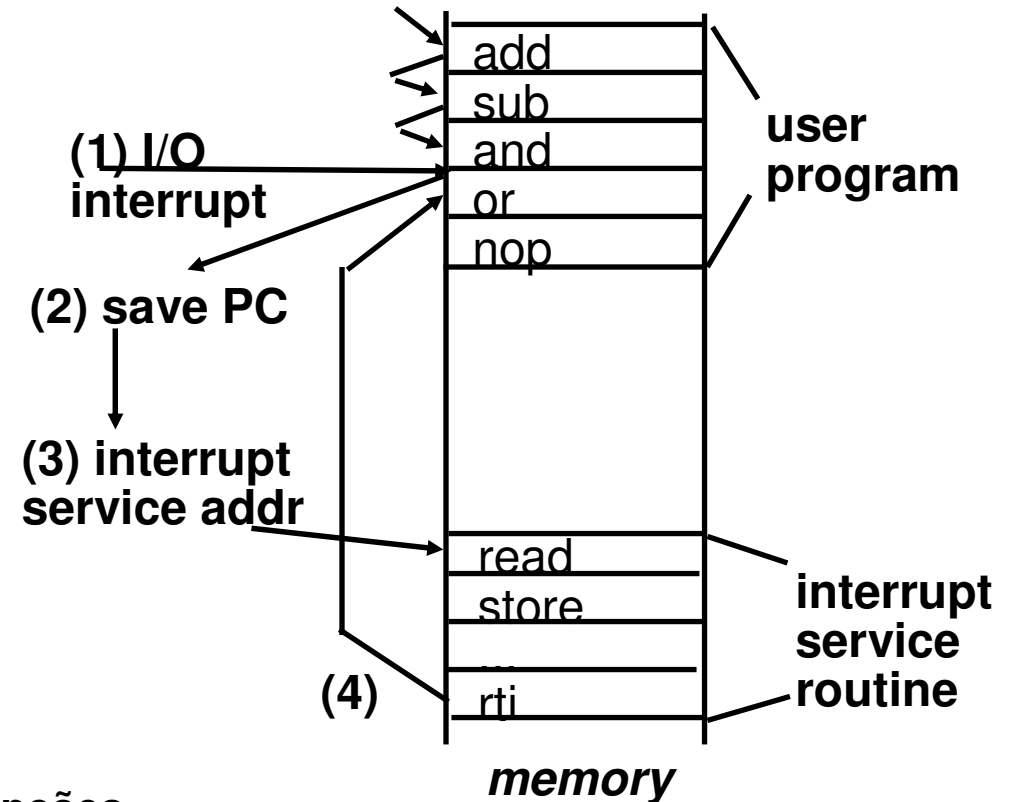 add
sub
and
or
nop
(1) I/O
interrupt
user
program
(2) save PC
(3) interrupt
service addr
read
store
...
rti
(4)
interrupt
service
routine
memory